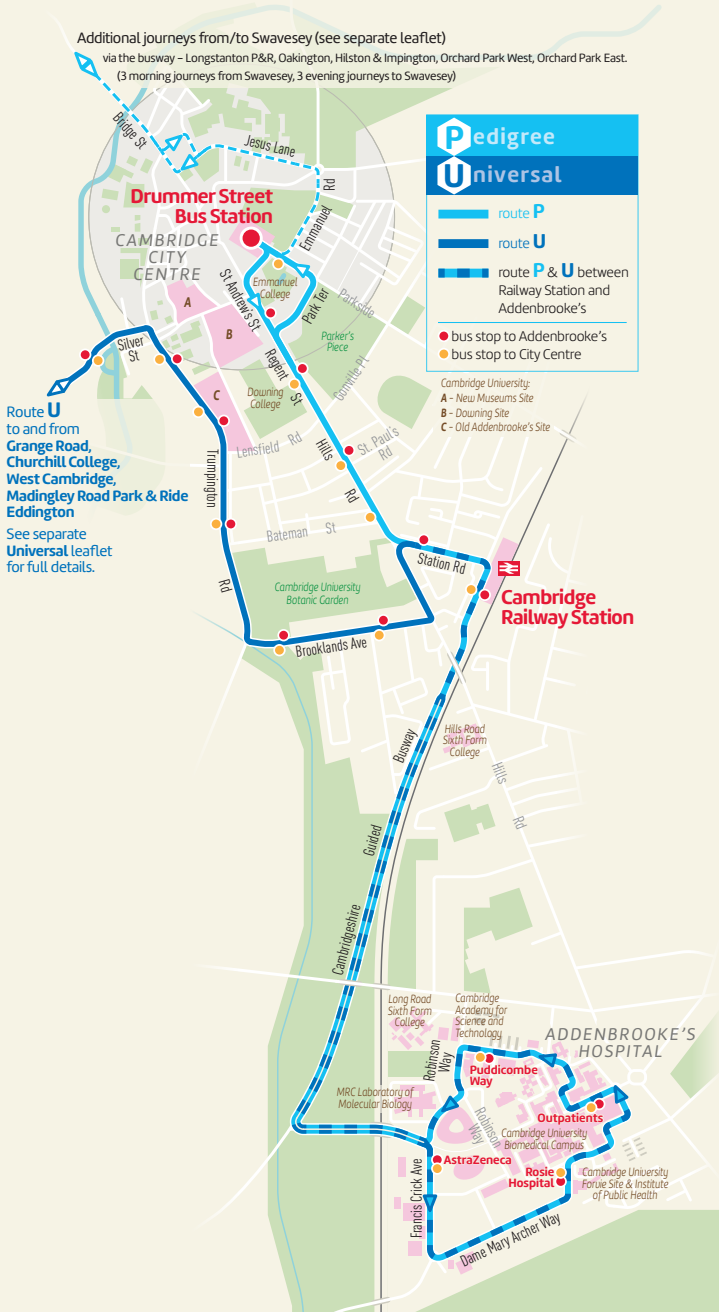 Additional journeys from/to Swavesey (see separate leaflet)
via the busway – Longstanton P&R, Oakington, Hilston & Impington, Orchard Park West, Orchard Park East.
(3 morning journeys from Swavesey, 3 evening journeys to Swavesey)
Bridge St
Jesus Lane
Emmanuel Rd
Drummer Street
Bus Station
CAMBRIDGE
CITY
CENTRE
Emmanuel
College
St Andrew's St
Park Ter
Parkside
Parker's
Piece
A
B
C
Silver
St
Regent St
Gonville Pl
Downing
College
Pedigree
Universal
route P
route U
route P & U between
Railway Station and
Addenbrooke's
bus stop to Addenbrooke's
bus stop to City Centre
Cambridge University:
A - New Museums Site
B - Downing Site
C - Old Addenbrooke's Site
Route U
to and from
Grange Road,
Churchill College,
West Cambridge,
Madingley Road Park & Ride
Eddington
See separate
Universal leaflet
for full details.
Lensfield Rd
Hills Rd
St. Paul's
Rd
Trumpington Rd
Bateman St
Station Rd
Cambridge University
Botanic Garden
Cambridge
Railway Station
Brooklands Ave
Hills Road
Sixth Form
College
Hills Rd
Cambridgeshire Guided Busway
Long Road
Sixth Form
College
Cambridge
Academy for
Science and
Technology
ADDENBROOKE'S
HOSPITAL
Robinson
Way
Puddicombe
Way
MRC Laboratory of
Molecular Biology
Robinson
Way
Outpatients
Cambridge University
Biomedical Campus
AstraZeneca
Rosie
Hospital
Cambridge University
Forvie Site & Institute
of Public Health
Francis Crick Ave
Dame Mary Archer Way